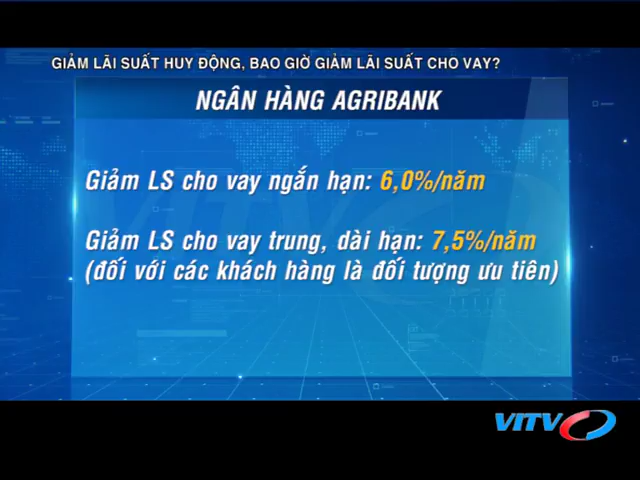 GIẢM LÃI SUẤT HUY ĐỘNG, BAO GIỜ GIẢM LÃI SUẤT CHO VAY?
NGÂN HÀNG AGRIBANK
Giảm LS cho vay ngắn hạn: 6,0%/năm
Giảm LS cho vay trung, dài hạn: 7,5%/năm
(đối với các khách hàng là đối tượng ưu tiên)
VITV